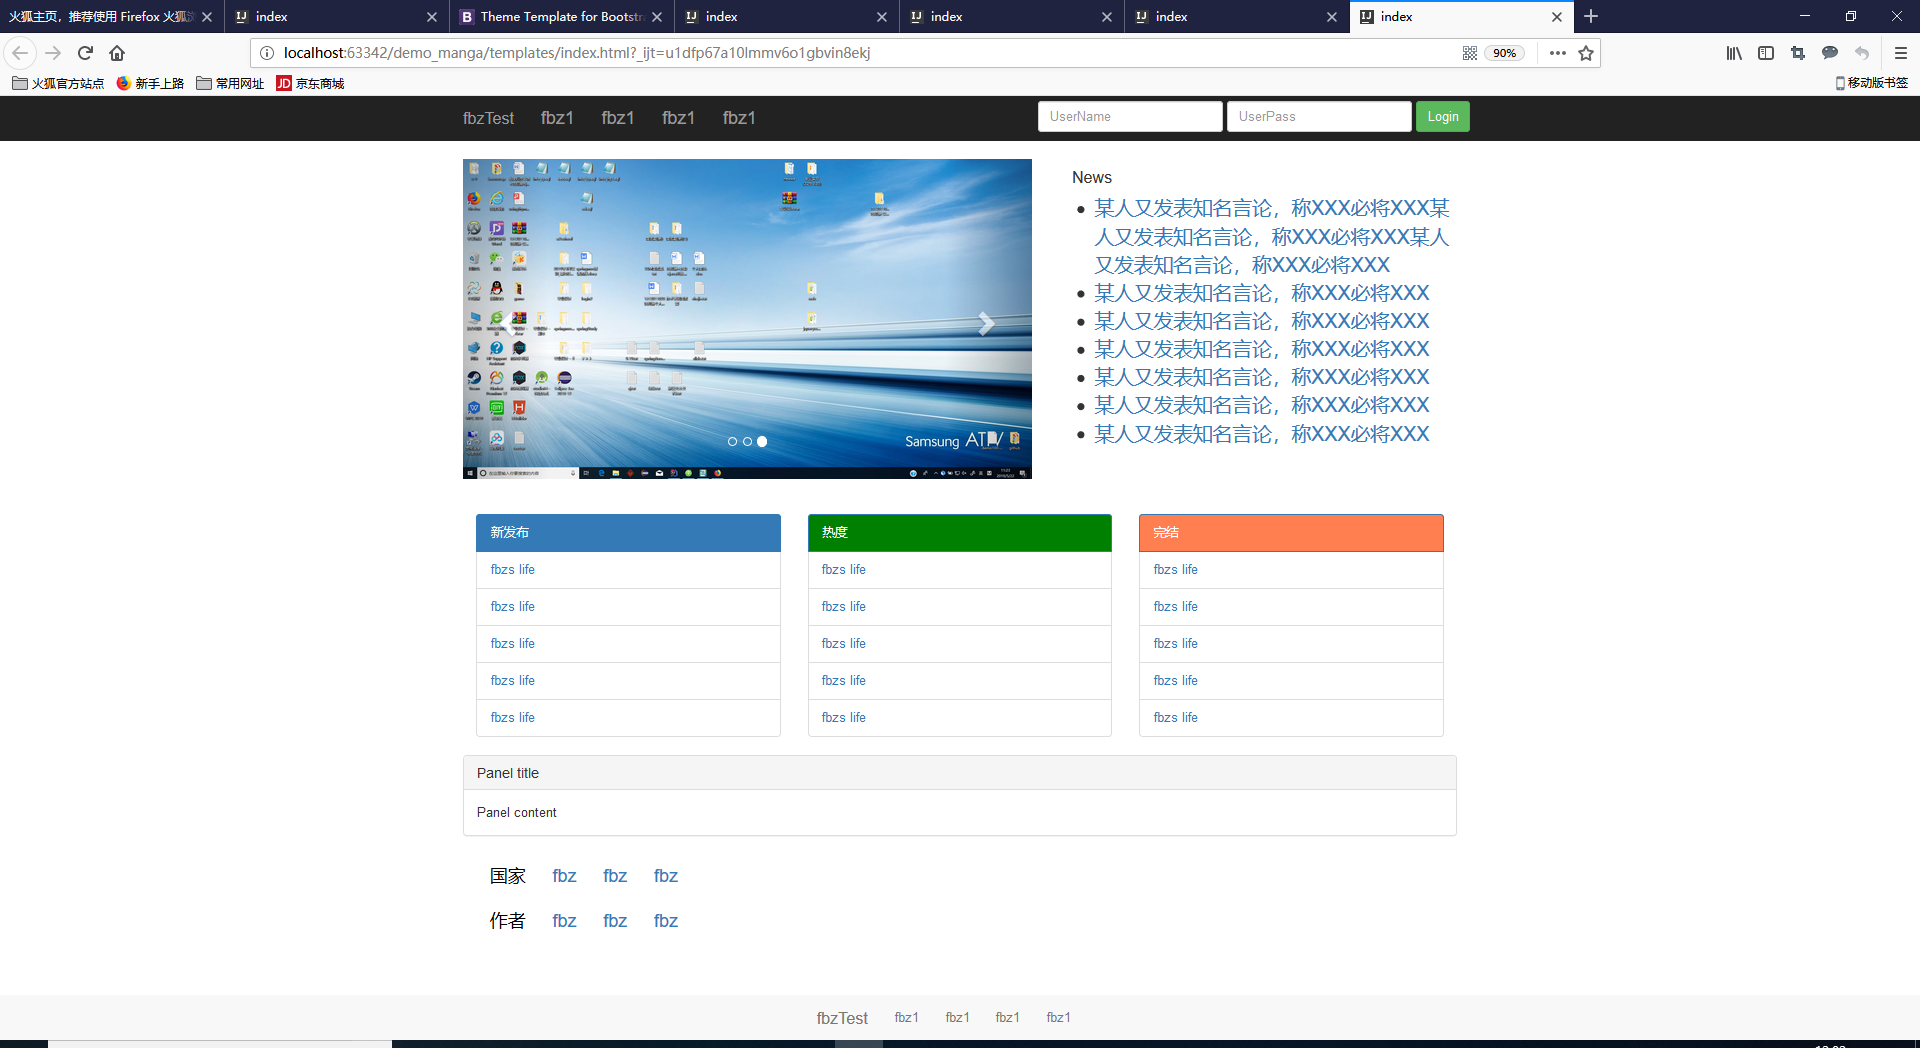 火狐主页，推荐使用 Firefox 火狐
index
Theme Template for Bootstr
index
index
index
index
localhost:63342/demo_manga/templates/index.html?_ijt=u1dfp67a10lmmv6o1gbvin8ekj
90%
火狐官方站点
新手上路
常用网址
JD 京东商城
移动版书签
fbzTest fbz1 fbz1 fbz1 fbz1
UserName
UserPass
Login
Samsung
News
某人又发表知名言论，称XXX必将XXX某
人又发表知名言论，称XXX必将XXX某人
又发表知名言论，称XXX必将XXX
某人又发表知名言论，称XXX必将XXX
某人又发表知名言论，称XXX必将XXX
某人又发表知名言论，称XXX必将XXX
某人又发表知名言论，称XXX必将XXX
某人又发表知名言论，称XXX必将XXX
某人又发表知名言论，称XXX必将XXX
新发布
fbzs life
fbzs life
fbzs life
fbzs life
fbzs life
热度
fbzs life
fbzs life
fbzs life
fbzs life
fbzs life
完结
fbzs life
fbzs life
fbzs life
fbzs life
fbzs life
Panel title
Panel content
国家 fbz fbz fbz
作者 fbz fbz fbz
fbzTest fbz1 fbz1 fbz1 fbz1